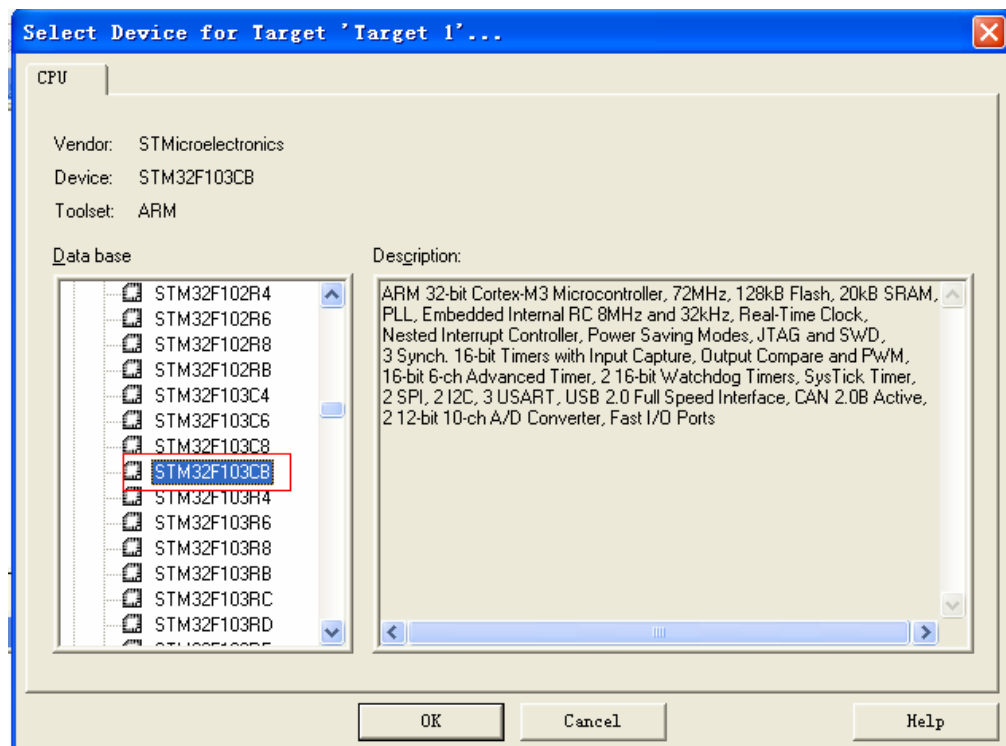 Select Device for Target 'Target 1'...
CPU
Vendor: STMicroelectronics
Device: STM32F103CB
Toolset: ARM
Data base
Description:
STM32F102R4
STM32F102R6
STM32F102R8
STM32F102RB
STM32F103C4
STM32F103C6
STM32F103C8
STM32F103CB
STM32F103R4
STM32F103R6
STM32F103R8
STM32F103RB
STM32F103RC
STM32F103RD
ARM 32-bit Cortex-M3 Microcontroller, 72MHz, 128kB Flash, 20kB SRAM,
PLL, Embedded Internal RC 8MHz and 32kHz, Real-Time Clock,
Nested Interrupt Controller, Power Saving Modes, JTAG and SWD,
3 Synch. 16-bit Timers with Input Capture, Output Compare and PWM,
16-bit 6-ch Advanced Timer, 2 16-bit Watchdog Timers, SysTick Timer,
2 SPI, 2 I2C, 3 USART, USB 2.0 Full Speed Interface, CAN 2.0B Active,
2 12-bit 10-ch A/D Converter, Fast I/O Ports
OK
Cancel
Help